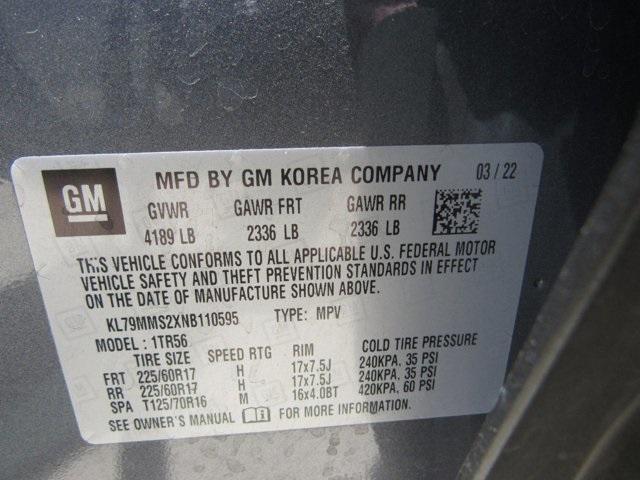 GM
MFD BY GM KOREA COMPANY 03 / 22
GVWR GAWR FRT GAWR RR
4189 LB 2336 LB 2336 LB
THIS VEHICLE CONFORMS TO ALL APPLICABLE U.S. FEDERAL MOTOR
VEHICLE SAFETY AND THEFT PREVENTION STANDARDS IN EFFECT
ON THE DATE OF MANUFACTURE SHOWN ABOVE.
KL79MMS2XNB110595 TYPE: MPV
MODEL: 1TR56
TIRE SIZE SPEED RTG RIM COLD TIRE PRESSURE
FRT 225/60R17 H 17x7.5J 240KPA, 35 PSI
RR 225/60R17 H 17x7.5J 240KPA, 35 PSI
SPA T125/70R16 M 16x4.0BT 420KPA, 60 PSI
SEE OWNER'S MANUAL i FOR MORE INFORMATION.